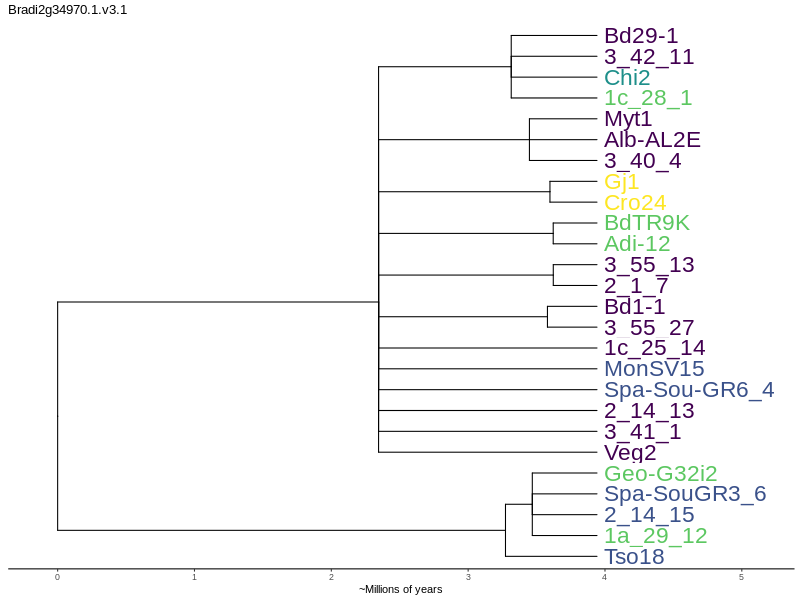 Bradi2g34970.1.v3.1
Bd29-1
3_42_11
Chi2
1c_28_1
Myt1
Alb-AL2E
3_40_4
Gj1
Cro24
BdTR9K
Adi-12
3_55_13
2_1_7
Bd1-1
3_55_27
1c_25_14
MonSV15
Spa-Sou-GR6_4
2_14_13
3_41_1
Veg2
Geo-G32i2
Spa-SouGR3_6
2_14_15
1a_29_12
Tso18
0 1 2 3 4 5
~Millions of years